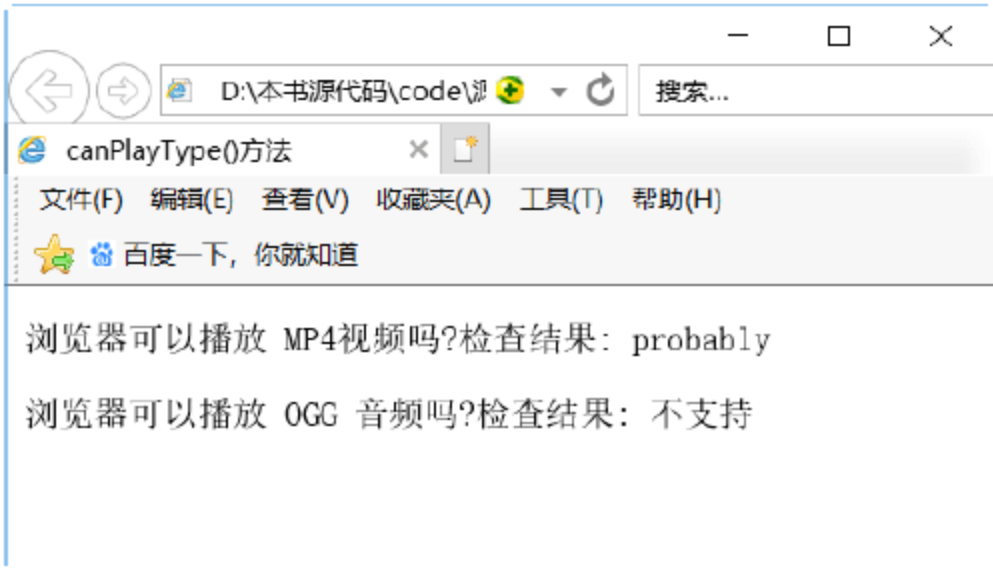 D:\本书源代码\code\
搜索...
canPlayType()方法
文件(F) 编辑(E) 查看(V) 收藏夹(A) 工具(T) 帮助(H)
百度一下，你就知道
浏览器可以播放 MP4视频吗?检查结果: probably
浏览器可以播放 OGG 音频吗?检查结果: 不支持